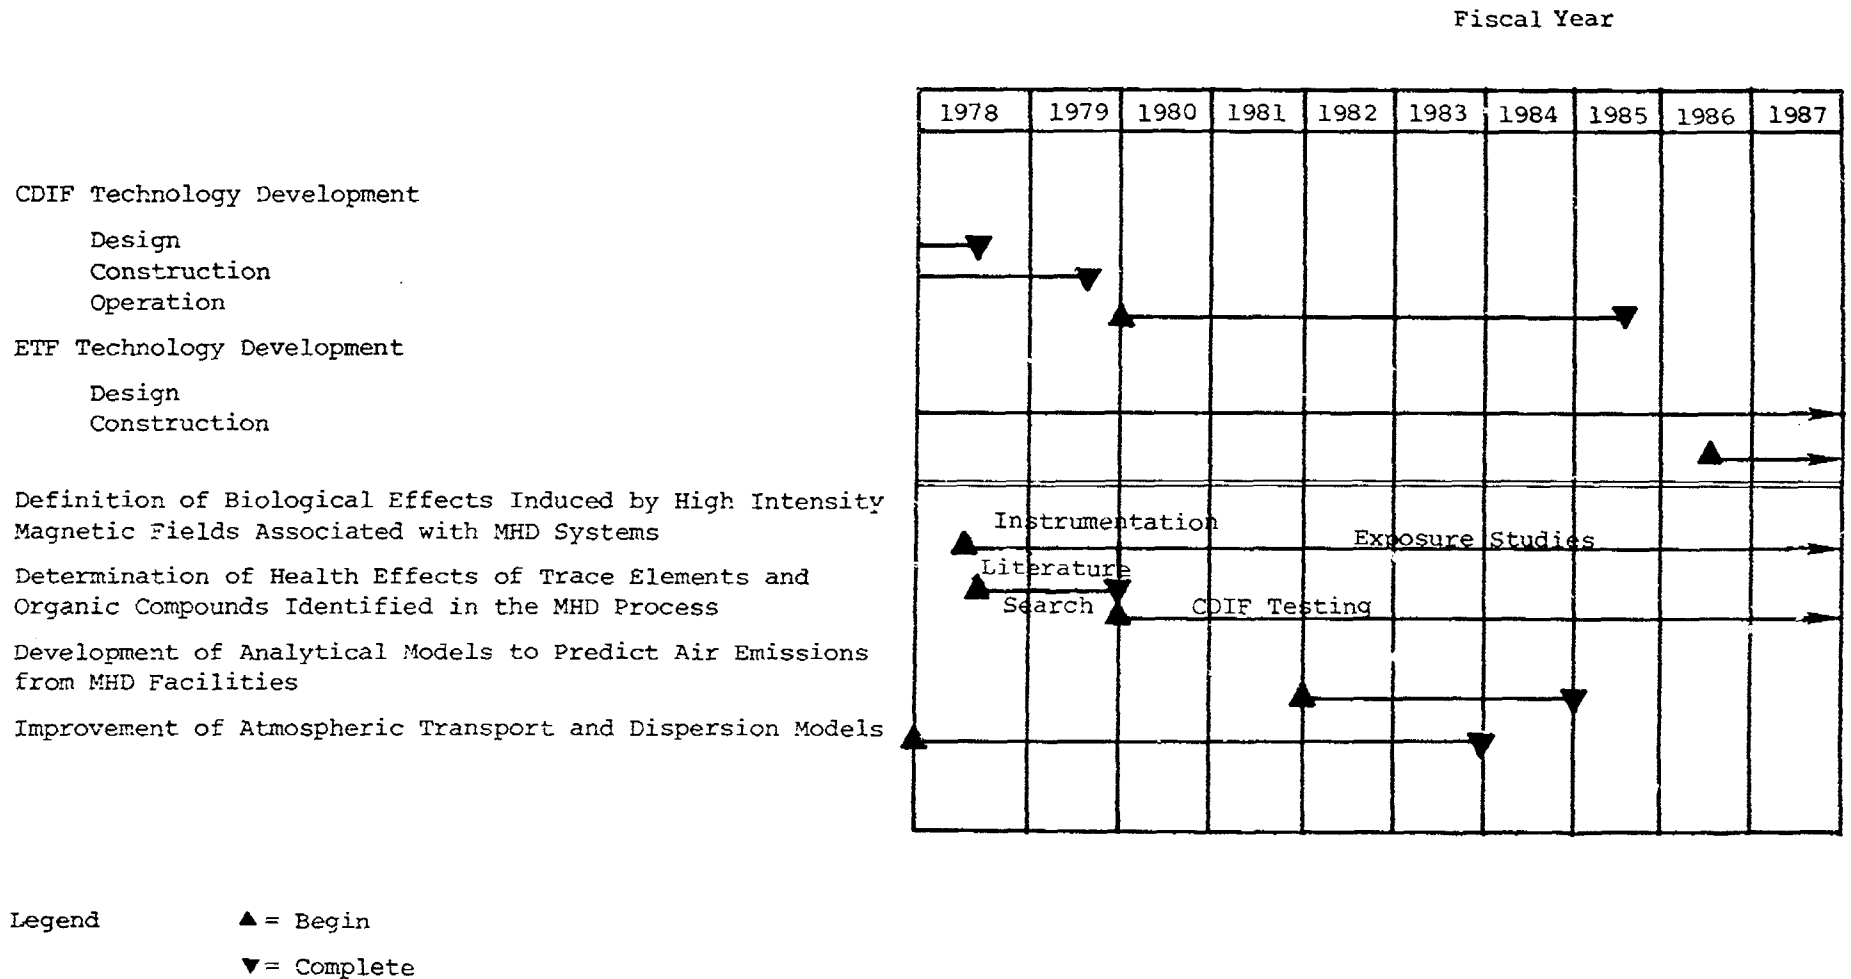 Fiscal Year
1978 1979 1980 1981 1982 1983 1984 1985 1986 1987
CDIF Technology Development
Design
Construction
Operation
ETF Technology Development
Design
Construction
Definition of Biological Effects Induced by High Intensity
Magnetic Fields Associated with MHD Systems
Instrumentation
Exposure Studies
Determination of Health Effects of Trace Elements and
Organic Compounds Identified in the MHD Process
Literature
Search
CDIF Testing
Development of Analytical Models to Predict Air Emissions
from MHD Facilities
Improvement of Atmospheric Transport and Dispersion Models
Legend
▲ = Begin
▼ = Complete